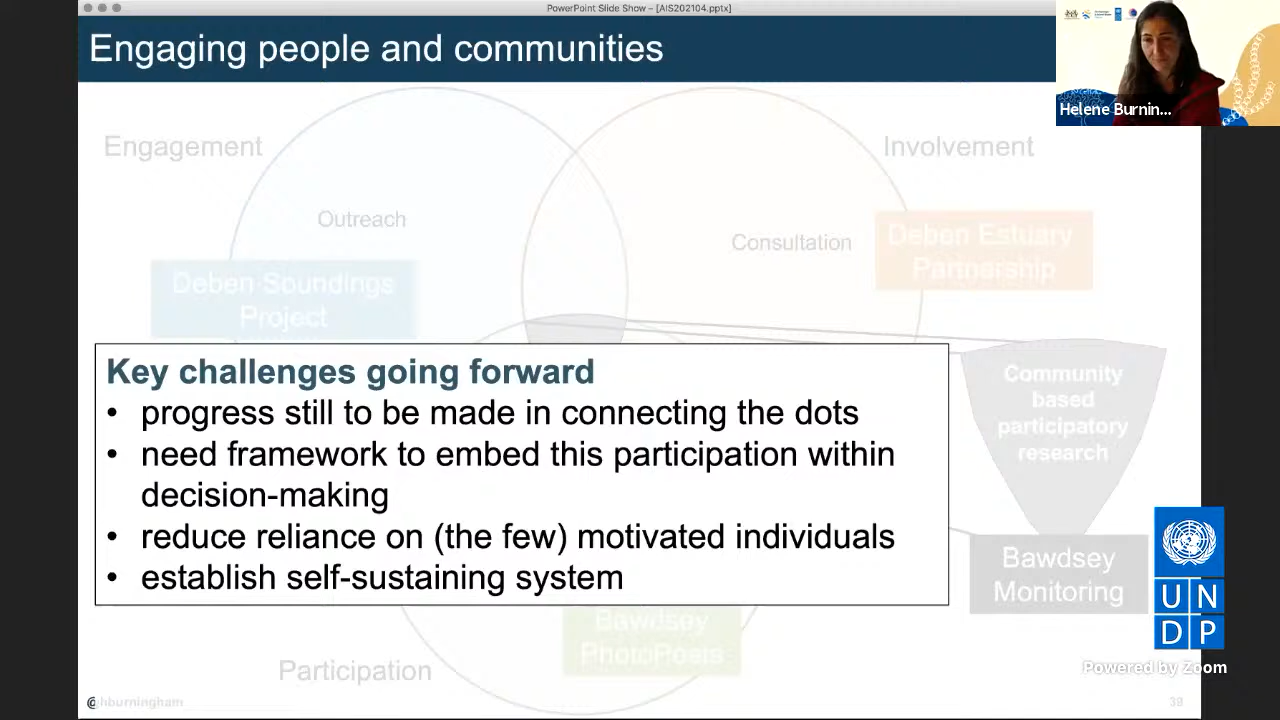 PowerPoint Slide Show – [AIS202104.pptx]
Engaging people and communities
Helene Burnin...
Engagement
Involvement
Outreach
Consultation
Deben Estuary
Partnership
Deben Soundings
Project
Key challenges going forward
• progress still to be made in connecting the dots
• need framework to embed this participation within
decision-making
• reduce reliance on (the few) motivated individuals
• establish self-sustaining system
Community
based
participatory
research
Bawdsey
Monitoring
Bawdsey
PhotoPosts
Participation
U N
D P
Powered by Zoom
@hburningham
39